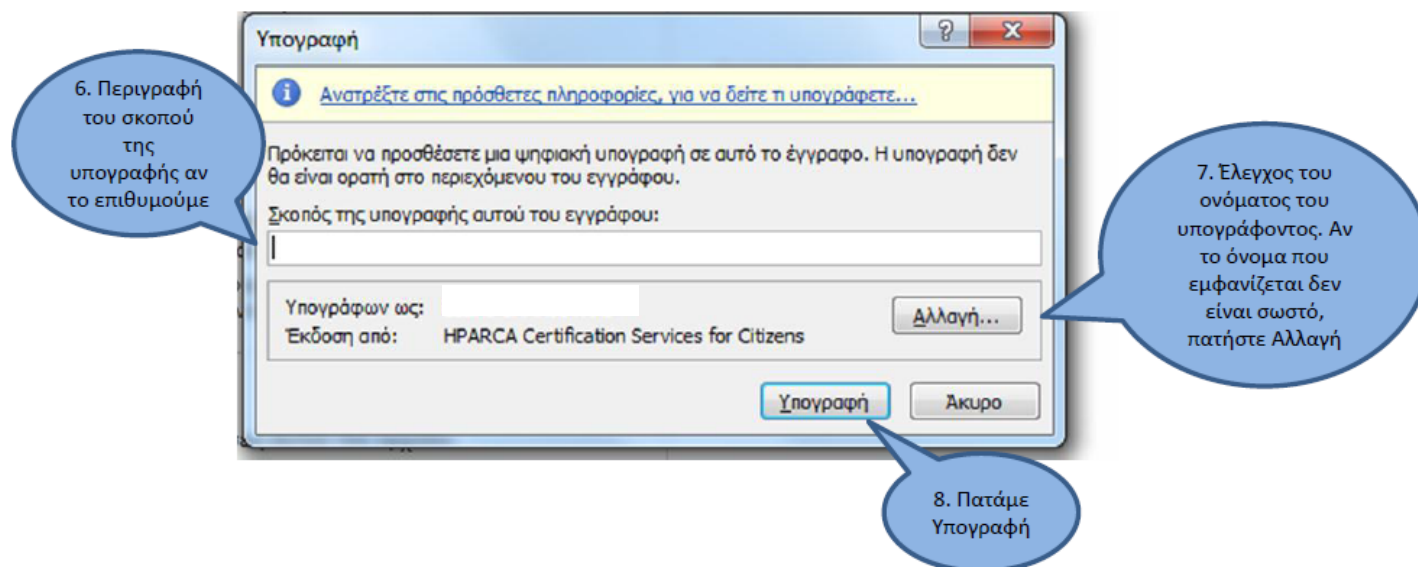 Υπογραφή
?
6. Περιγραφή
του σκοπού
της
υπογραφής αν
το επιθυμούμε
Ανατρέξτε στις πρόσθετες πληροφορίες, για να δείτε τι υπογράφετε...
Πρόκειται να προσθέσετε μια ψηφιακή υπογραφή σε αυτό το έγγραφο. Η υπογραφή δεν
θα είναι ορατή στο περιεχόμενου του εγγράφου.
Σκοπός της υπογραφής αυτού του εγγράφου:
7. Έλεγχος του
ονόματος του
υπογράφοντος. Αν
το όνομα που
εμφανίζεται δεν
είναι σωστό,
πατήστε Αλλαγή
Υπογράφων ως:
Αλλαγή...
Έκδοση από: HPARCA Certification Services for Citizens
Υπογραφή
Άκυρο
8. Πατάμε
Υπογραφή